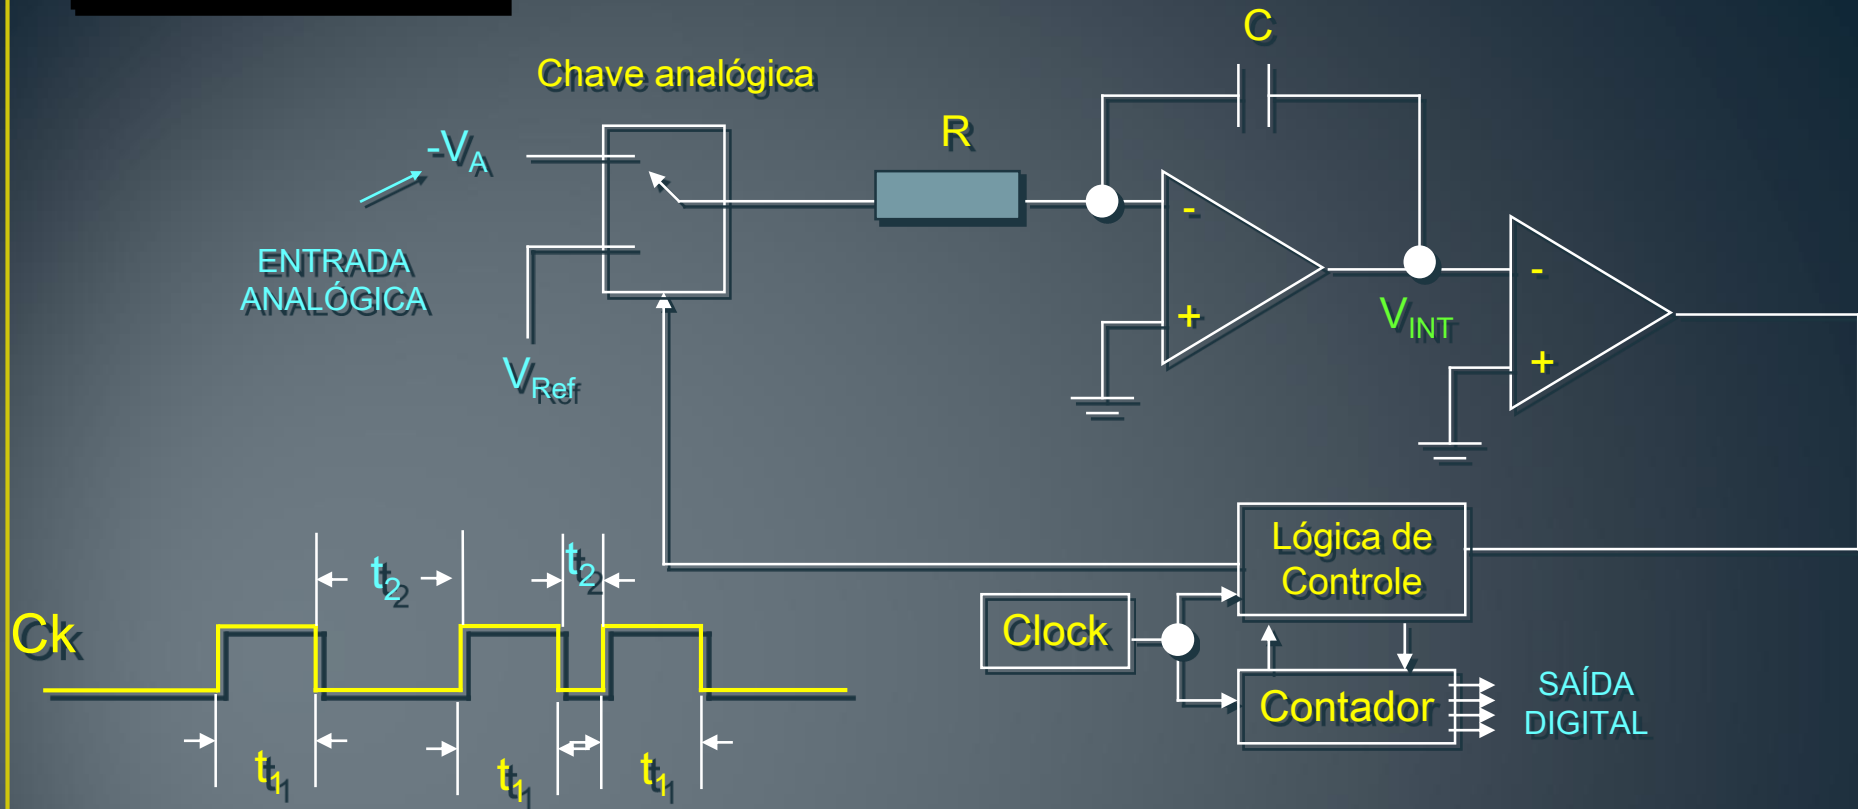 C
Chave analógica
R
-VA
ENTRADA
ANALÓGICA
VRef
-
+
VINT
-
+
Lógica de
Controle
t2
t2
Ck
Clock
Contador
SAÍDA
DIGITAL
t1
t1
t1